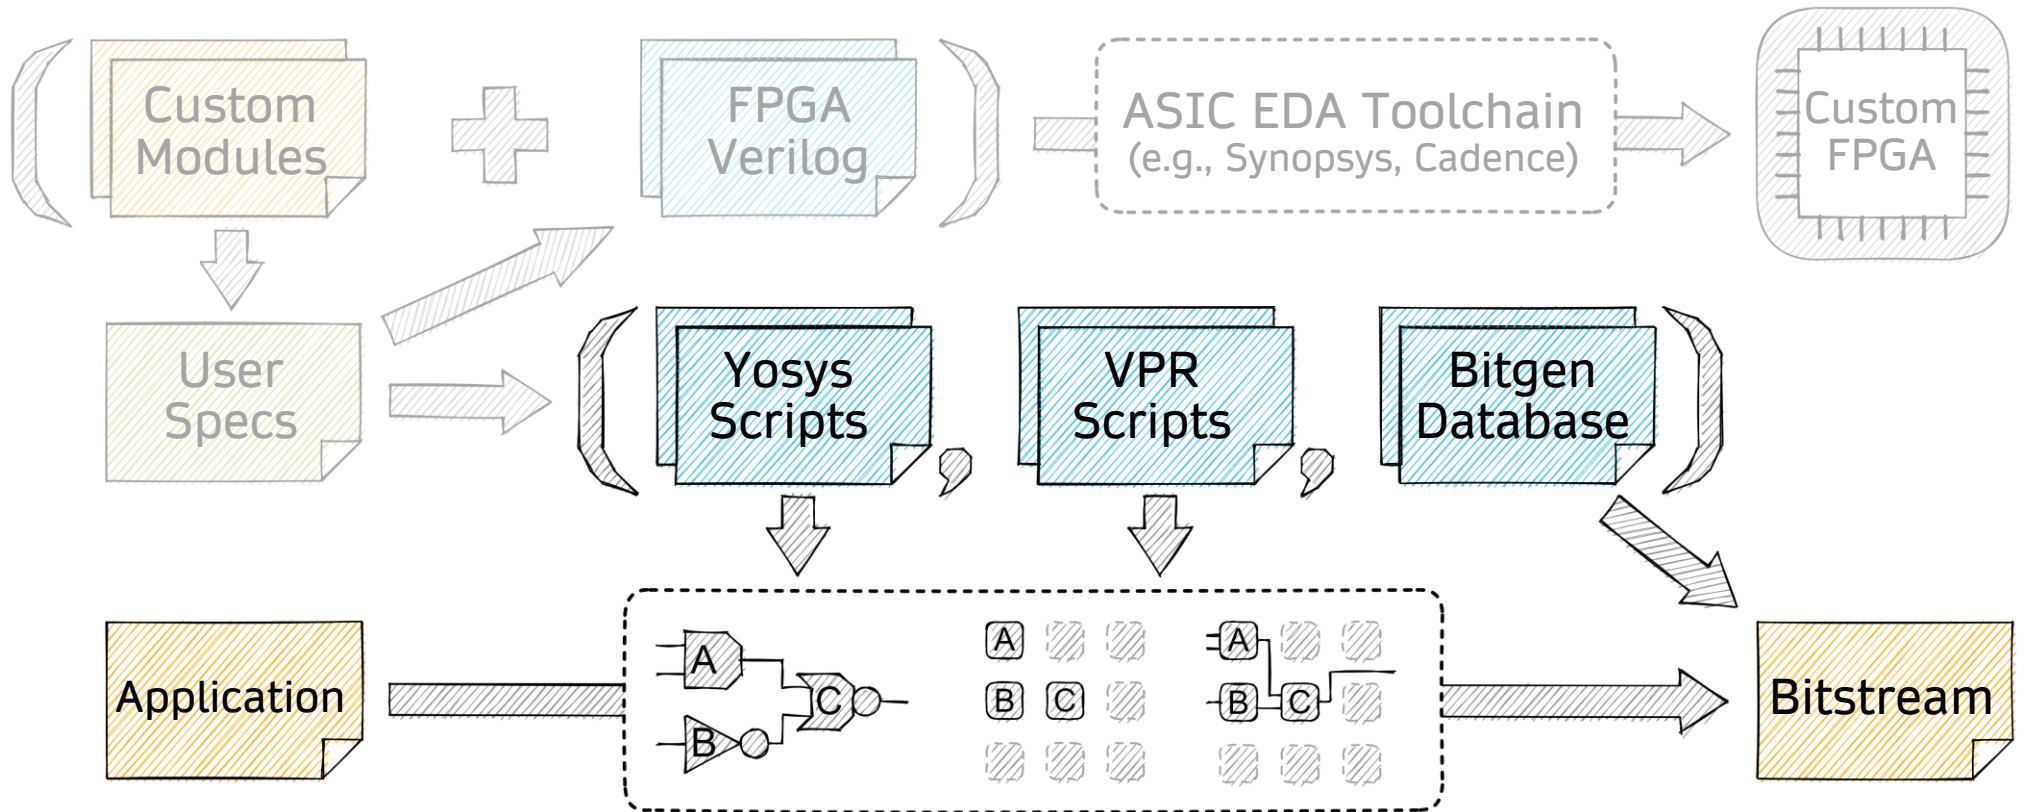 Custom
Modules
FPGA
Verilog
ASIC EDA Toolchain
(e.g., Synopsys, Cadence)
Custom
FPGA
User
Specs
Yosys
Scripts
,
VPR
Scripts
,
Bitgen
Database
Application
A
B
C
A
B C
A
B C
Bitstream